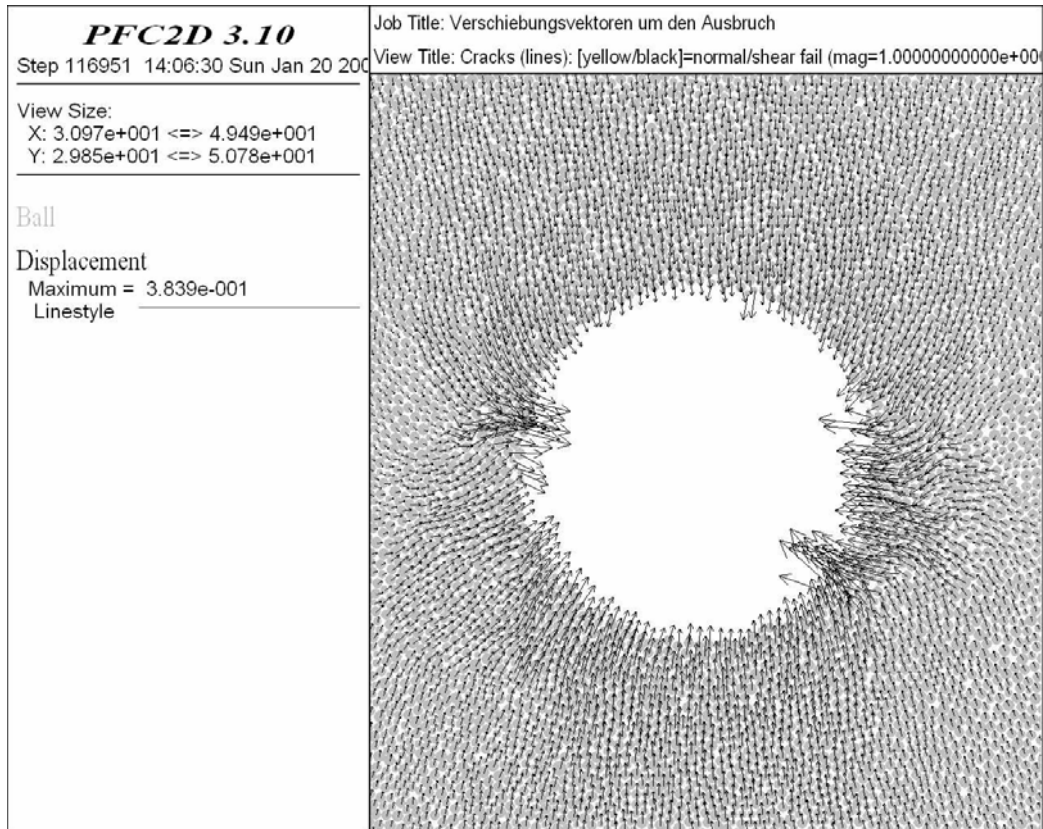 PFC2D 3.10
Step 116951 14:06:30 Sun Jan 20 200
View Size:
X: 3.097e+001 <=> 4.949e+001
Y: 2.985e+001 <=> 5.078e+001
Ball
Displacement
Maximum = 3.839e-001
Linestyle
Job Title: Verschiebungsvektoren um den Ausbruch
View Title: Cracks (lines): [yellow/black]=normal/shear fail (mag=1.00000000000e+00